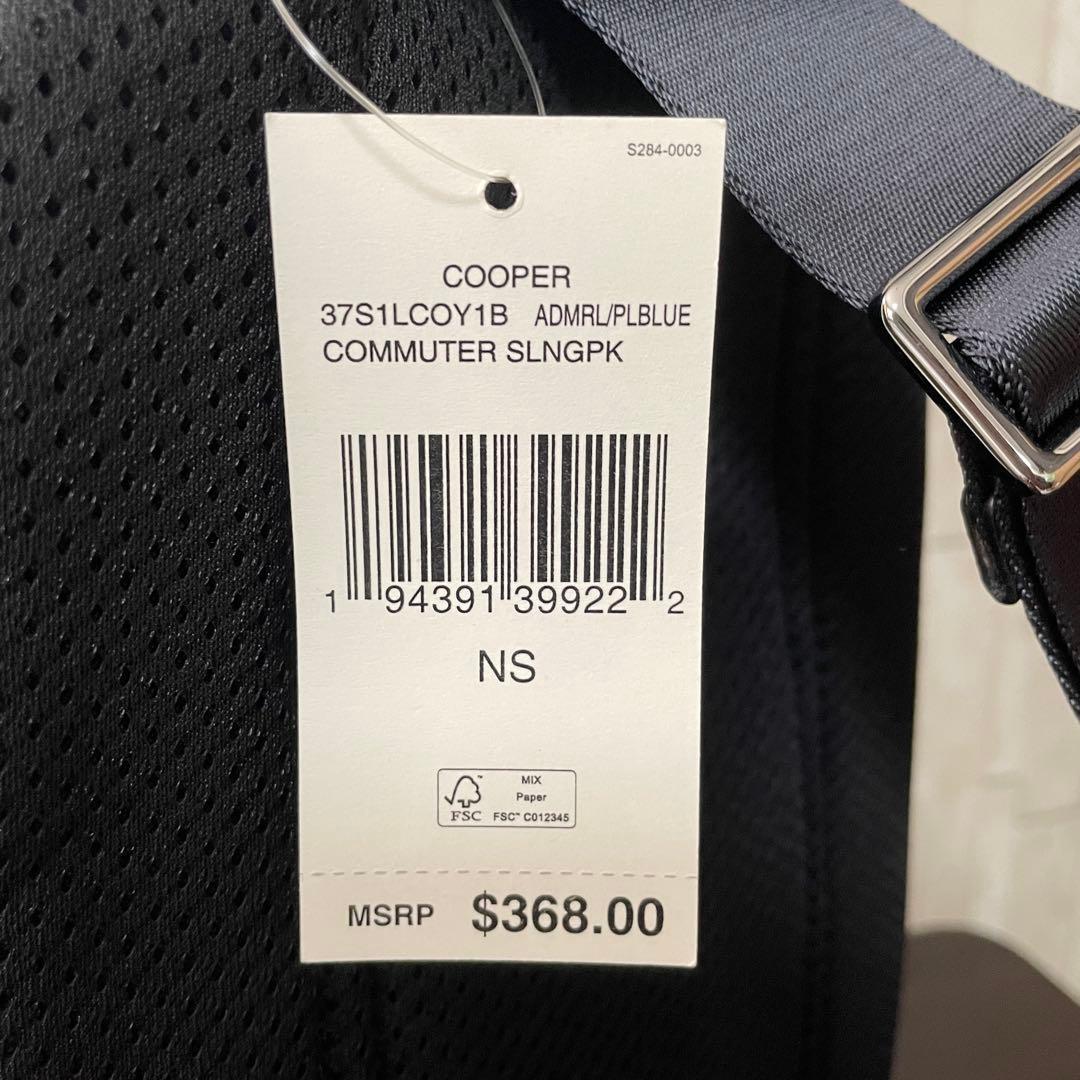 S284-0003
COOPER
37S1LCOY1B ADMRL/PLBLUE
COMMUTER SLNGPK
1 94391 39922 2
NS
FSC™
MIX
Paper
FSC™ C012345
MSRP $368.00